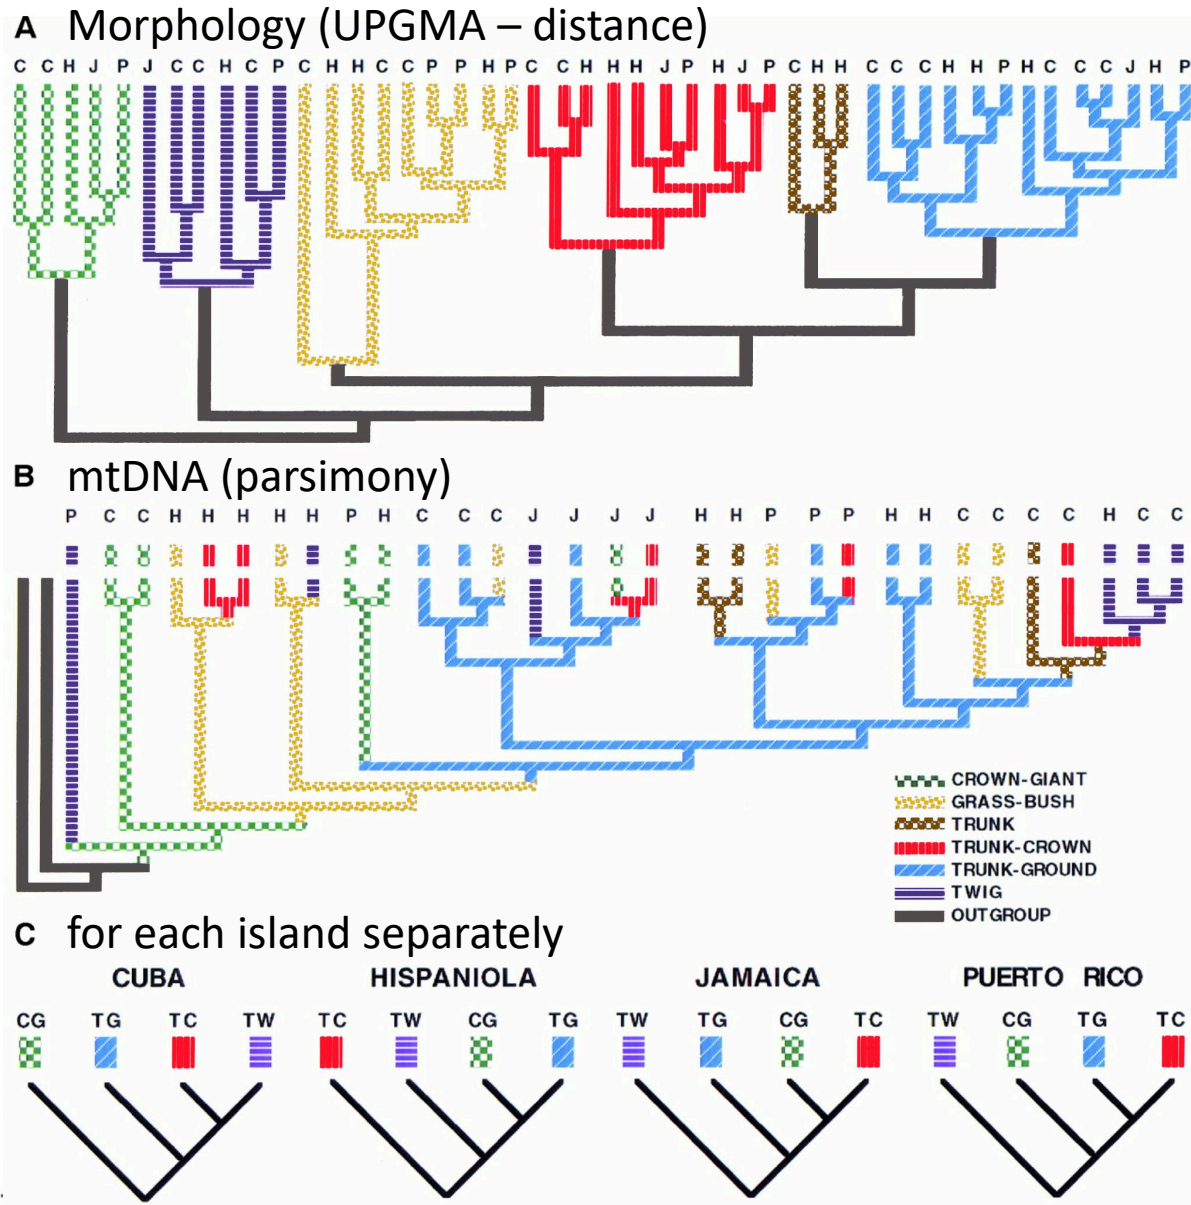 A Morphology (UPGMA – distance)
C C H J P J C C H C P C H H C C P P H P C C H H H J P H J P C H H C C C H H P H C C C J H P
B mtDNA (parsimony)
P C C H H H H H P H C C C J J J J H H P P P H H C C C C H C C
CROWN-GIANT
GRASS-BUSH
TRUNK
TRUNK-CROWN
TRUNK-GROUND
TWIG
OUTGROUP
C for each island separately
CUBA HISPANIOLA JAMAICA PUERTO RICO
CG TG TC TW TC TW CG TG TW TG CG TC TW CG TG TC